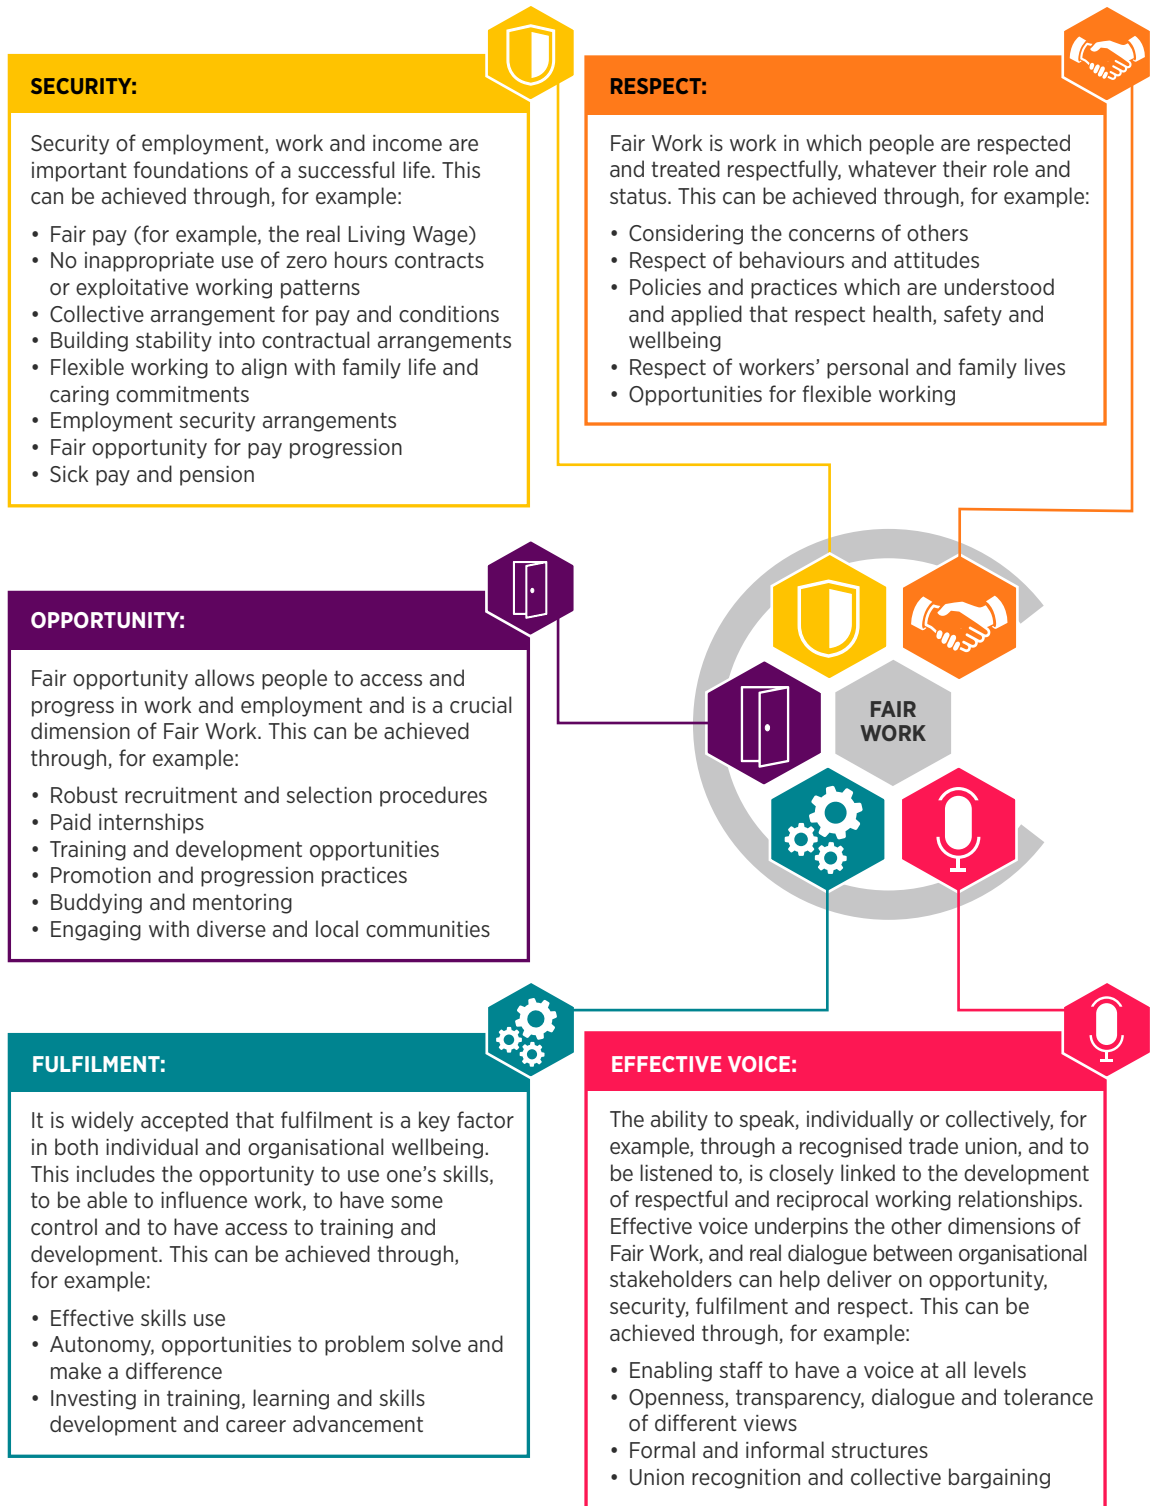 SECURITY:
Security of employment, work and income are
important foundations of a successful life. This
can be achieved through, for example:
• Fair pay (for example, the real Living Wage)
• No inappropriate use of zero hours contracts
or exploitative working patterns
• Collective arrangement for pay and conditions
• Building stability into contractual arrangements
• Flexible working to align with family life and
caring commitments
• Employment security arrangements
• Fair opportunity for pay progression
• Sick pay and pension
RESPECT:
Fair Work is work in which people are respected
and treated respectfully, whatever their role and
status. This can be achieved through, for example:
• Considering the concerns of others
• Respect of behaviours and attitudes
• Policies and practices which are understood
and applied that respect health, safety and
wellbeing
• Respect of workers’ personal and family lives
• Opportunities for flexible working
OPPORTUNITY:
Fair opportunity allows people to access and
progress in work and employment and is a crucial
dimension of Fair Work. This can be achieved
through, for example:
• Robust recruitment and selection procedures
• Paid internships
• Training and development opportunities
• Promotion and progression practices
• Buddying and mentoring
• Engaging with diverse and local communities
FAIR
WORK
FULFILMENT:
It is widely accepted that fulfilment is a key factor
in both individual and organisational wellbeing.
This includes the opportunity to use one’s skills,
to be able to influence work, to have some
control and to have access to training and
development. This can be achieved through,
for example:
• Effective skills use
• Autonomy, opportunities to problem solve and
make a difference
• Investing in training, learning and skills
development and career advancement
EFFECTIVE VOICE:
The ability to speak, individually or collectively, for
example, through a recognised trade union, and to
be listened to, is closely linked to the development
of respectful and reciprocal working relationships.
Effective voice underpins the other dimensions of
Fair Work, and real dialogue between organisational
stakeholders can help deliver on opportunity,
security, fulfilment and respect. This can be
achieved through, for example:
• Enabling staff to have a voice at all levels
• Openness, transparency, dialogue and tolerance
of different views
• Formal and informal structures
• Union recognition and collective bargaining